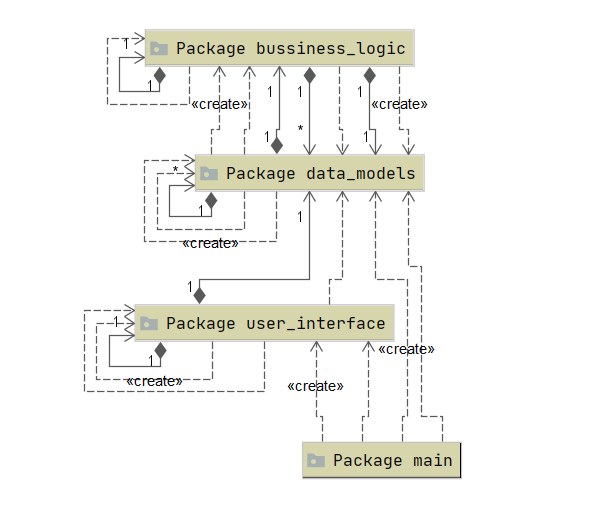 1
Package bussiness_logic
1
«create»
1
1
1
«create»
1
*
1
Package data_models
*
1
1
«create»
1
Package user_interface
1
1
«create»
«create»
«create»
Package main